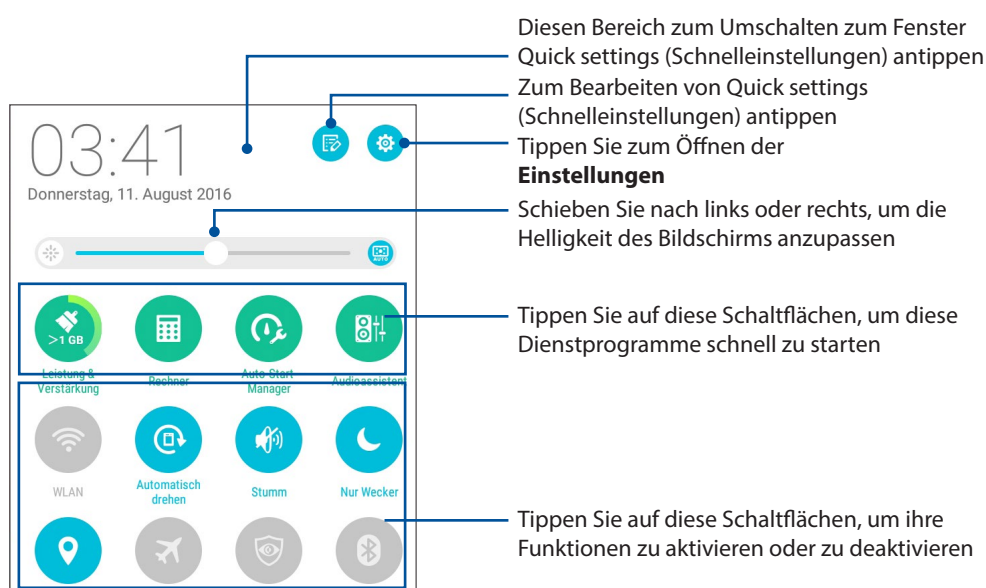 Diesen Bereich zum Umschalten zum Fenster
Quick settings (Schnelleinstellungen) antippen
Zum Bearbeiten von Quick settings
(Schnelleinstellungen) antippen
Tippen Sie zum Öffnen der
Einstellungen
Schieben Sie nach links oder rechts, um die
Helligkeit des Bildschirms anzupassen
Tippen Sie auf diese Schaltflächen, um diese
Dienstprogramme schnell zu starten
Tippen Sie auf diese Schaltflächen, um ihre
Funktionen zu aktivieren oder zu deaktivieren
03:41
Donnerstag, 11. August 2016
AUTO
>1 GB
Leistung &
Verstärkung
Rechner
Auto-Start
Manager
Audioassistent
WLAN
Automatisch
drehen
Stumm
Nur Wecker